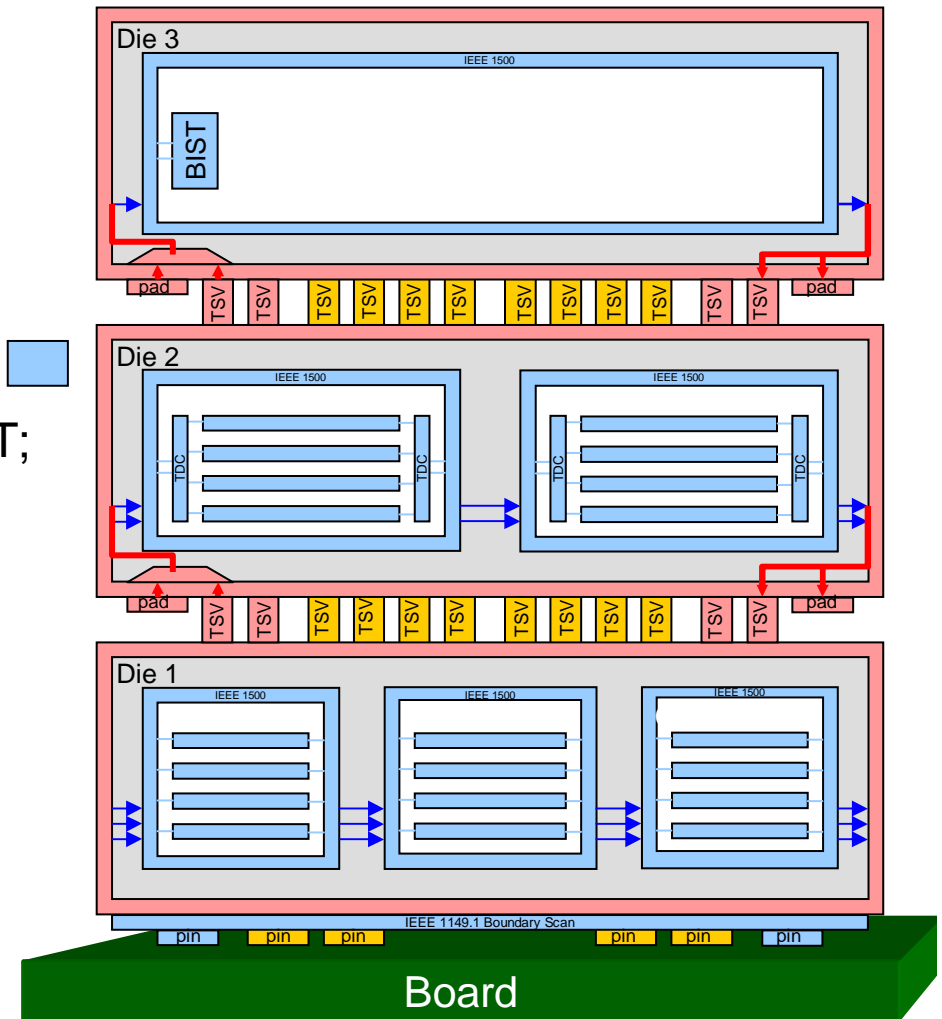 Die 3
IEEE 1500
BIST
pad TSV TSV TSV TSV TSV TSV TSV TSV TSV TSV TSV TSV pad
Die 2
IEEE 1500 IEEE 1500
T;
TDC TDC TDC TDC
pad TSV TSV TSV TSV TSV TSV TSV TSV TSV TSV TSV TSV pad
Die 1
IEEE 1500 IEEE 1500 IEEE 1500
IEEE 1149.1 Boundary Scan
pin pin pin pin pin pin
Board